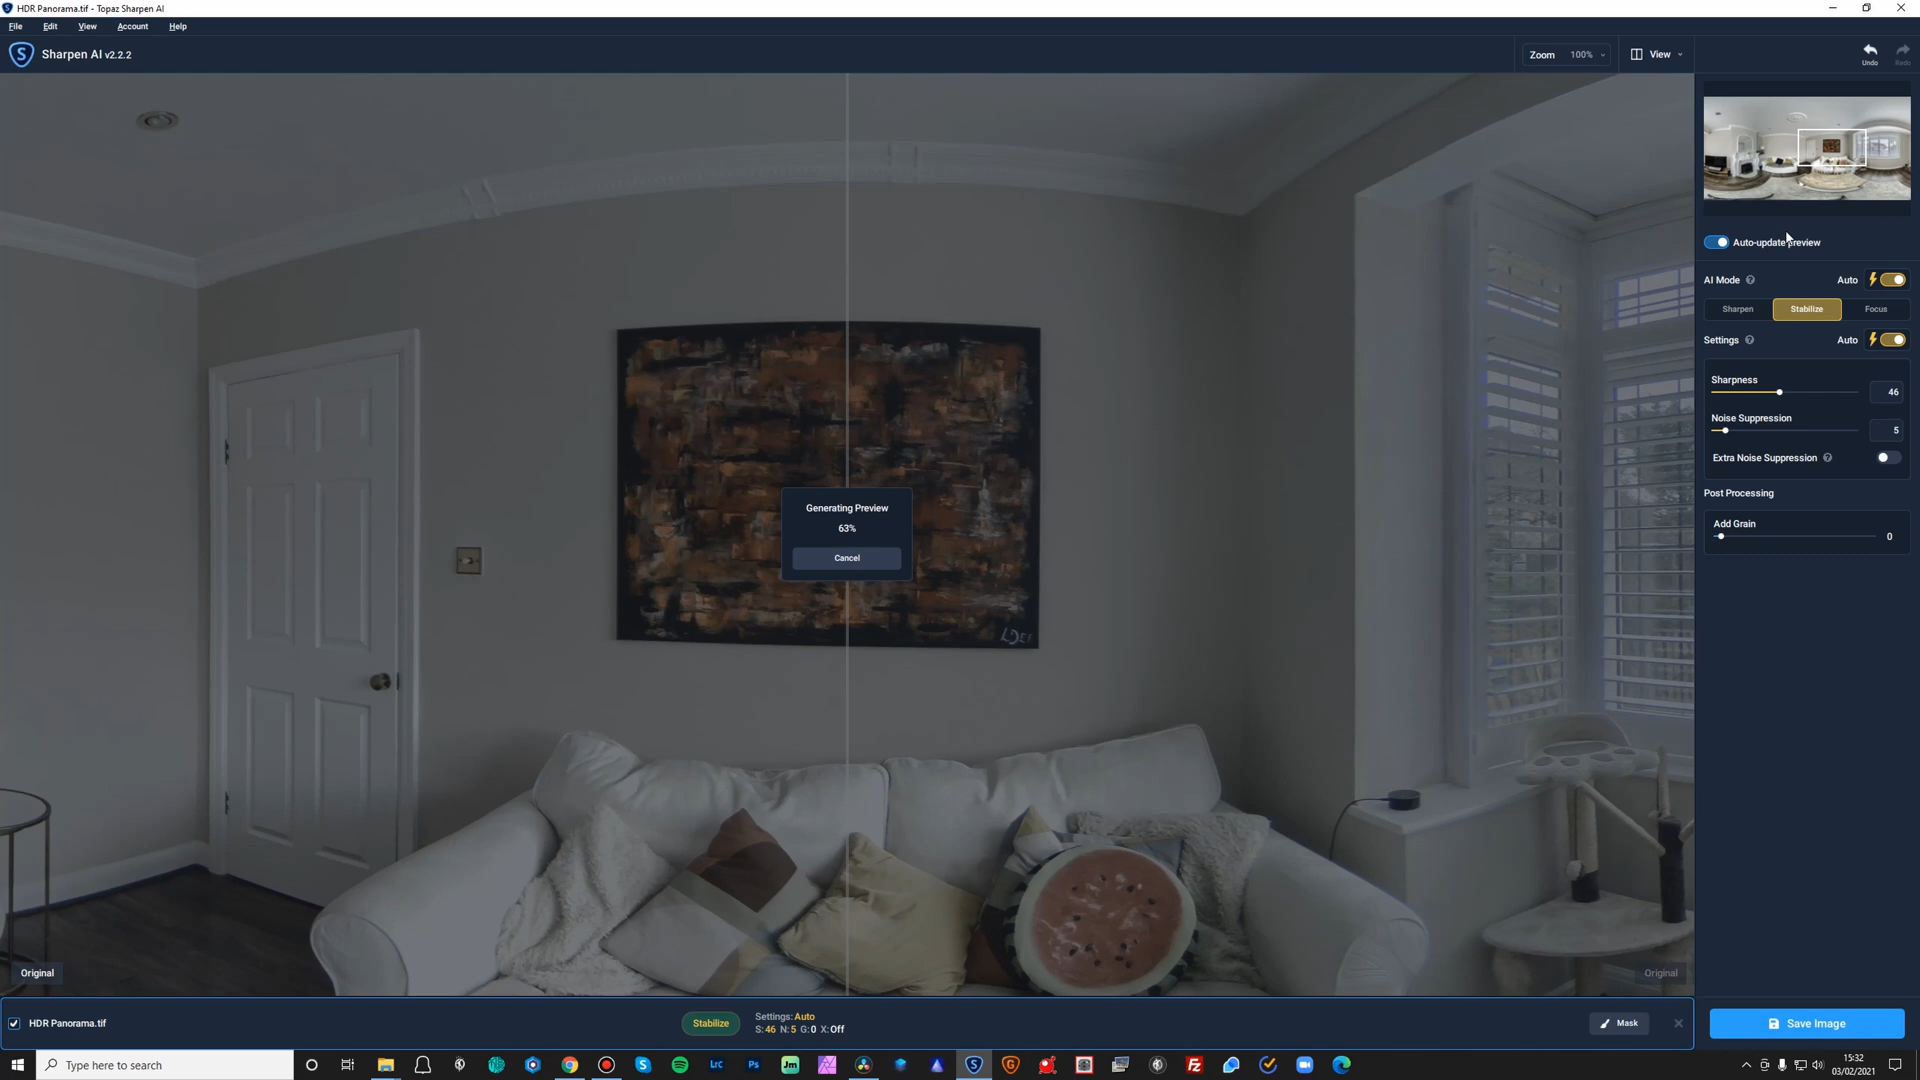 HDR Panorama.tif - Topaz Sharpen AI
File Edit View Account Help
Sharpen AI v2.2.2
Zoom 100% View
Undo Redo
Auto-update preview
AI Mode Auto
Sharpen Stabilize Focus
Settings Auto
Sharpness
46
Noise Suppression
5
Extra Noise Suppression
Post Processing
Add Grain
0
Generating Preview
63%
Cancel
Original Original
HDR Panorama.tif
Stabilize
Settings: Auto
S:46 N:5 G:0 X:Off
Mask
Save Image
Type here to search
LrC Ps Jm
15:32
03/02/2021